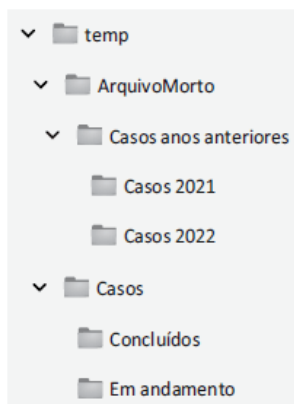 temp
ArquivoMorto
Casos anos anteriores
Casos 2021
Casos 2022
Casos
Concluídos
Em andamento